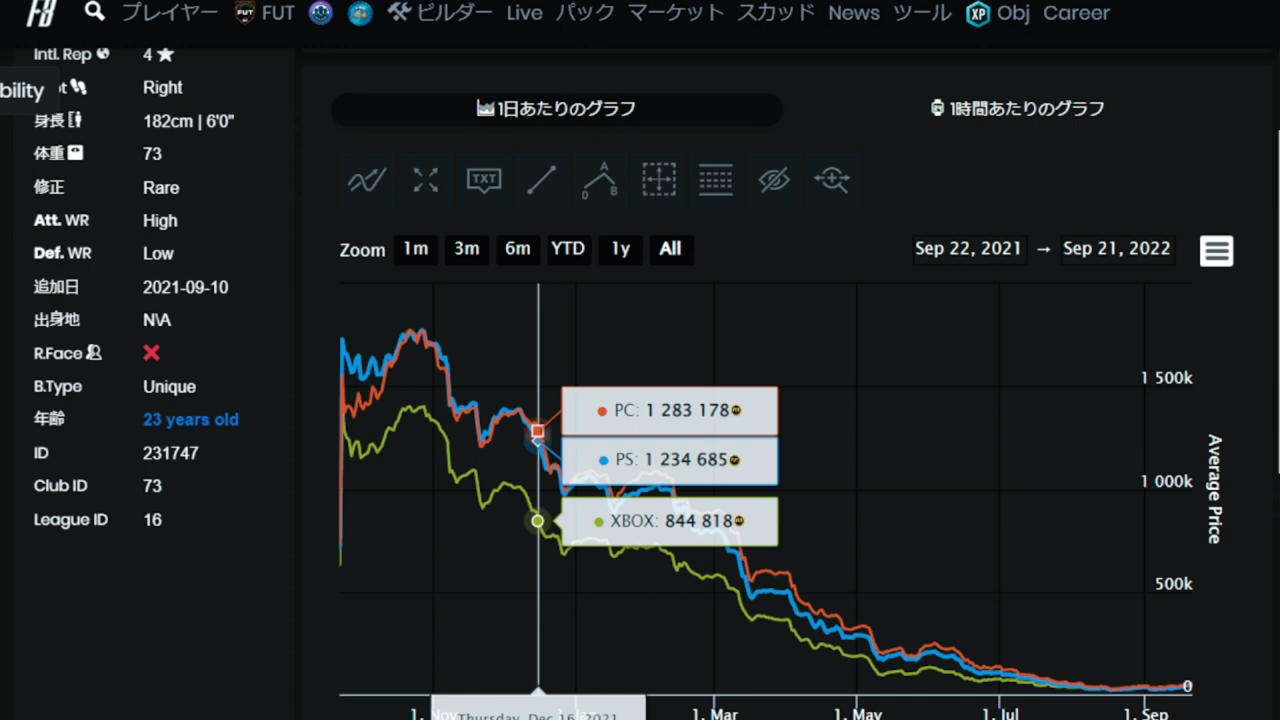 プレイヤー FUT ビルダー Live パック マーケット スカッド News ツール XP Obj Career
Intl. Rep 4
bility
Right
身長 182cm | 6'0"
体重 73
修正 Rare
Att. WR High
Def. WR Low
追加日 2021-09-10
出身地 N\A
R.Face
B.Type Unique
年齢 23 years old
ID 231747
Club ID 73
League ID 16
1日あたりのグラフ
1時間あたりのグラフ
TXT
A
0 B
Zoom 1m 3m 6m YTD 1y All
Sep 22, 2021 → Sep 21, 2022
1 500k
1 000k
500k
0
Average Price
PC: 1 283 178
PS: 1 234 685
XBOX: 844 818
1. Nov 1. Mar 1. May 1. Jul 1. Sep
Thursday, Dec 16, 2021